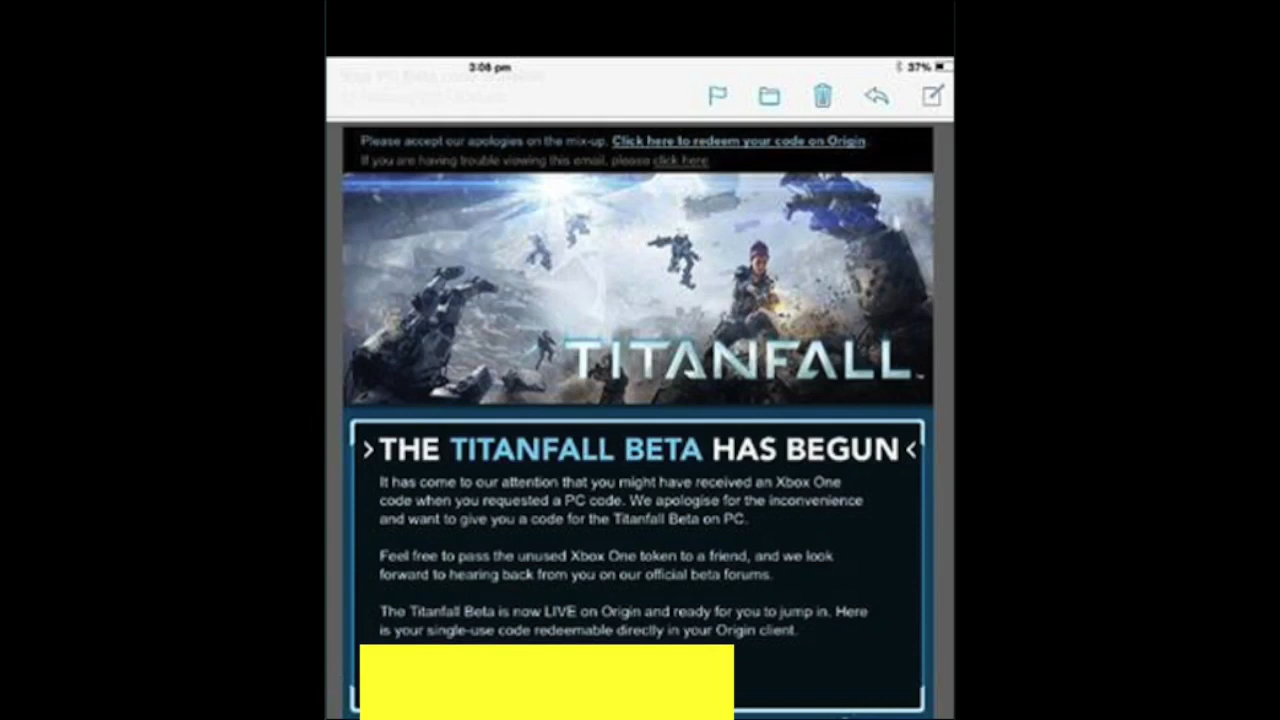 3:08 pm
37%
Please accept our apologies on the mix-up. Click here to redeem your code on Origin.
If you are having trouble viewing this email, please click here
TITANFALL
THE TITANFALL BETA HAS BEGUN
It has come to our attention that you might have received an Xbox One
code when you requested a PC code. We apologise for the inconvenience
and want to give you a code for the Titanfall Beta on PC.
Feel free to pass the unused Xbox One token to a friend, and we look
forward to hearing back from you on our official beta forums.
The Titanfall Beta is now LIVE on Origin and ready for you to jump in. Here
is your single-use code redeemable directly in your Origin client.